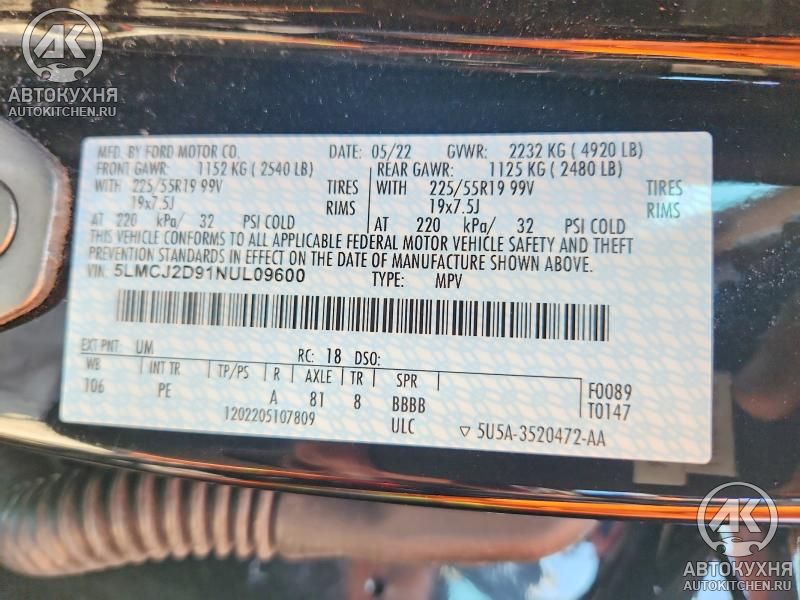 АК
АВТОКУХНЯ
AUTOKITCHEN.RU
MFD. BY FORD MOTOR CO. DATE: 05/22 GVWR: 2232 KG ( 4920 LB)
FRONT GAWR: 1152 KG ( 2540 LB) REAR GAWR: 1125 KG ( 2480 LB)
WITH 225/55R19 99V TIRES WITH 225/55R19 99V TIRES
19x7.5J RIMS 19x7.5J RIMS
AT 220 kPa/ 32 PSI COLD AT 220 kPa/ 32 PSI COLD
THIS VEHICLE CONFORMS TO ALL APPLICABLE FEDERAL MOTOR VEHICLE SAFETY AND THEFT
PREVENTION STANDARDS IN EFFECT ON THE DATE OF MANUFACTURE SHOWN ABOVE.
VIN: 5LMCJ2D91NUL09600 TYPE: MPV
EXT PNT: UM RC: 18 DSO:
WB INT TR TP/PS R AXLE TR SPR F0089
106 PE A 81 8 BBBB T0147
1202205107809 ULC ▽ 5U5A-3520472-AA
АК
АВТОКУХНЯ
AUTOKITCHEN.RU